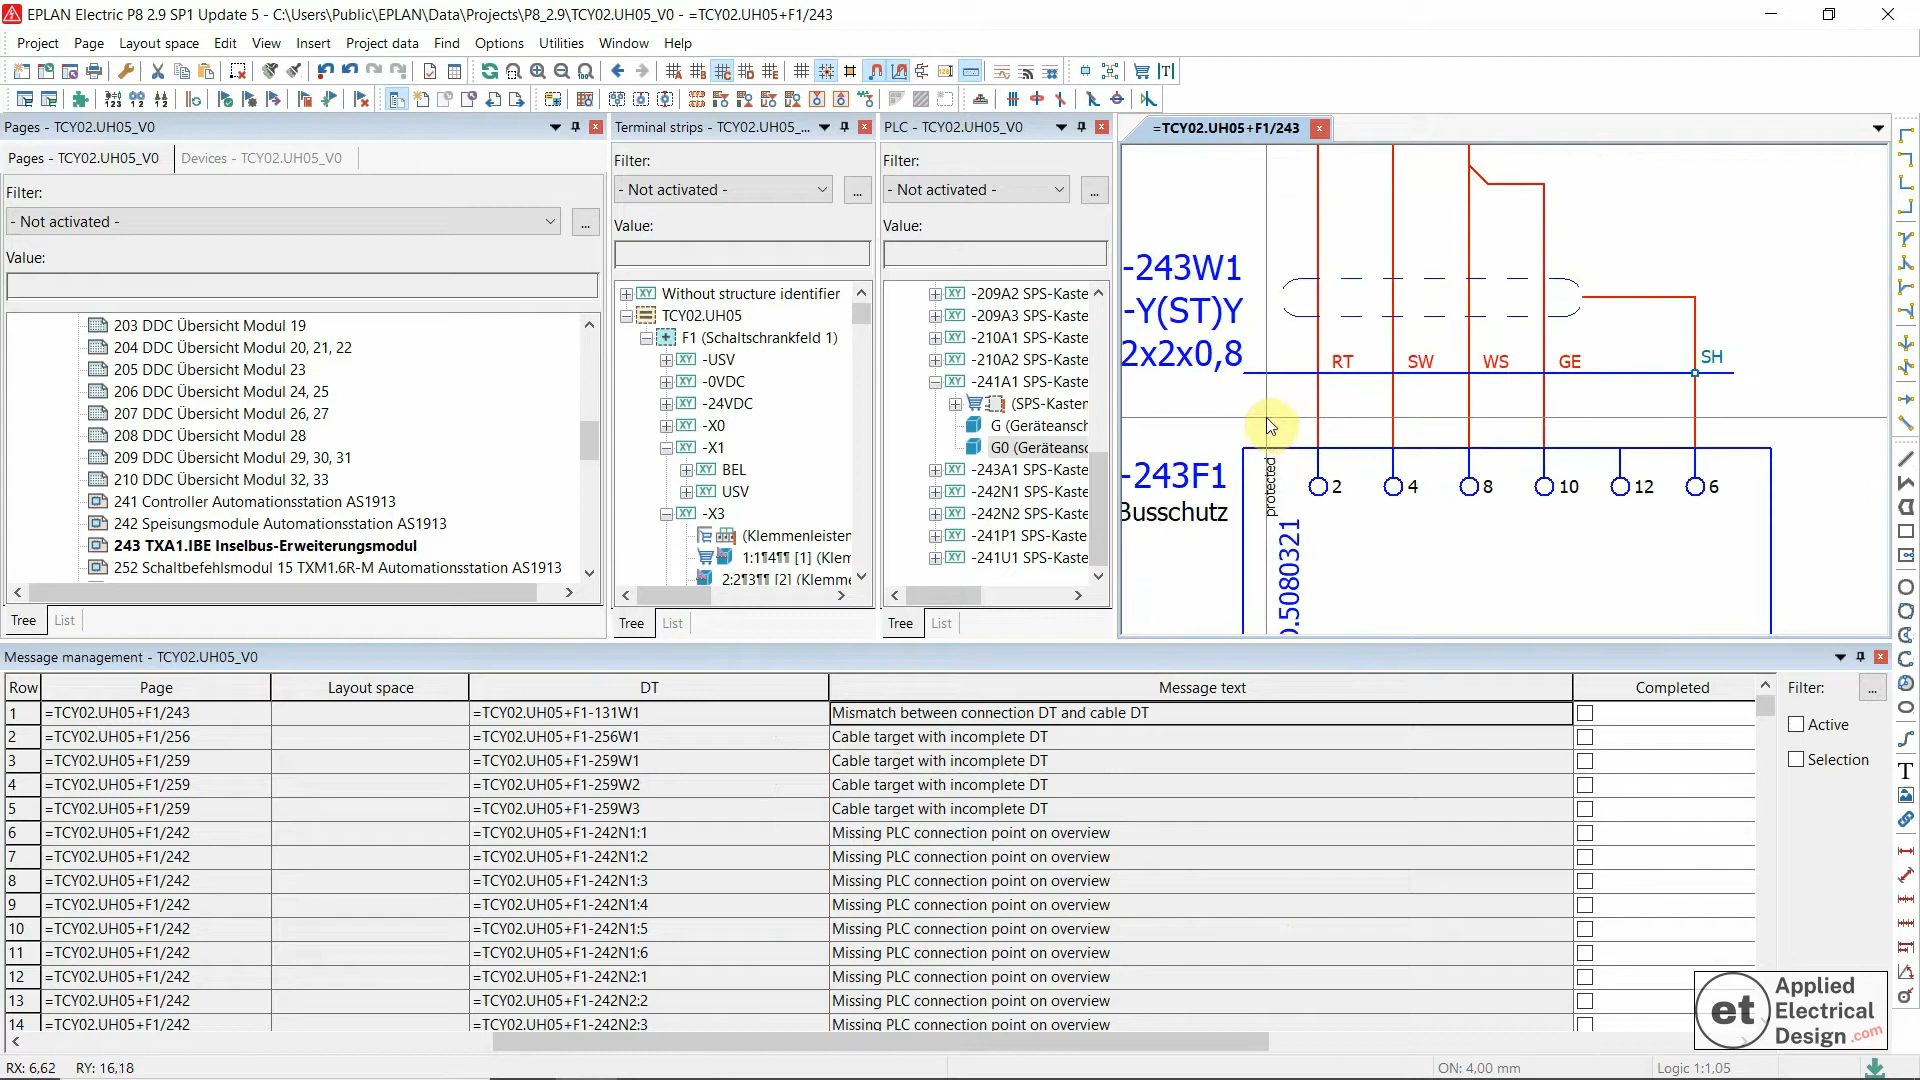 EPLAN Electric P8 2.9 SP1 Update 5 - C:\Users\Public\EPLAN\Data\Projects\P8_2.9\TCY02.UH05_V0 - =TCY02.UH05+F1/243
Project Page Layout space Edit View Insert Project data Find Options Utilities Window Help
Pages - TCY02.UH05_V0
Pages - TCY02.UH05_V0 Devices - TCY02.UH05_V0
Filter:
- Not activated - ...
Value:
203 DDC Übersicht Modul 19
204 DDC Übersicht Modul 20, 21, 22
205 DDC Übersicht Modul 23
206 DDC Übersicht Modul 24, 25
207 DDC Übersicht Modul 26, 27
208 DDC Übersicht Modul 28
209 DDC Übersicht Modul 29, 30, 31
210 DDC Übersicht Modul 32, 33
241 Controller Automationsstation AS1913
242 Speisungsmodule Automationsstation AS1913
243 TXA1.IBE Inselbus-Erweiterungsmodul
252 Schaltbefehlsmodul 15 TXM1.6R-M Automationsstation AS1913
Tree List
Terminal strips - TCY02.UH05_...
Filter:
- Not activated - ...
Value:
Without structure identifier
TCY02.UH05
F1 (Schaltschrankfeld 1)
-USV
-0VDC
-24VDC
-X0
-X1
BEL
USV
-X3
(Klemmenleisten
1:1¶4¶¶ [1] (Klem
2:2¶3¶¶ [2] (Klemme
Tree List
PLC - TCY02.UH05_V0
Filter:
- Not activated - ...
Value:
-209A2 SPS-Kaste
-209A3 SPS-Kaste
-210A1 SPS-Kaste
-210A2 SPS-Kaste
-241A1 SPS-Kaste
(SPS-Kasten
G (Geräteansch
G0 (Geräteansc
-243A1 SPS-Kaste
-242N1 SPS-Kaste
-242N2 SPS-Kaste
-241P1 SPS-Kaste
-241U1 SPS-Kaste
Tree List
=TCY02.UH05+F1/243
-243W1
-Y(ST)Y
2x2x0,8
RT SW WS GE SH
-243F1
Busschutz
protected
2 4 8 10 12 6
0.5080321
Message management - TCY02.UH05_V0
Row Page Layout space DT Message text Completed
1 =TCY02.UH05+F1/243 =TCY02.UH05+F1-131W1 Mismatch between connection DT and cable DT
2 =TCY02.UH05+F1/256 =TCY02.UH05+F1-256W1 Cable target with incomplete DT
3 =TCY02.UH05+F1/259 =TCY02.UH05+F1-259W1 Cable target with incomplete DT
4 =TCY02.UH05+F1/259 =TCY02.UH05+F1-259W2 Cable target with incomplete DT
5 =TCY02.UH05+F1/259 =TCY02.UH05+F1-259W3 Cable target with incomplete DT
6 =TCY02.UH05+F1/242 =TCY02.UH05+F1-242N1:1 Missing PLC connection point on overview
7 =TCY02.UH05+F1/242 =TCY02.UH05+F1-242N1:2 Missing PLC connection point on overview
8 =TCY02.UH05+F1/242 =TCY02.UH05+F1-242N1:3 Missing PLC connection point on overview
9 =TCY02.UH05+F1/242 =TCY02.UH05+F1-242N1:4 Missing PLC connection point on overview
10 =TCY02.UH05+F1/242 =TCY02.UH05+F1-242N1:5 Missing PLC connection point on overview
11 =TCY02.UH05+F1/242 =TCY02.UH05+F1-242N1:6 Missing PLC connection point on overview
12 =TCY02.UH05+F1/242 =TCY02.UH05+F1-242N2:1 Missing PLC connection point on overview
13 =TCY02.UH05+F1/242 =TCY02.UH05+F1-242N2:2 Missing PLC connection point on overview
14 =TCY02.UH05+F1/242 =TCY02.UH05+F1-242N2:3 Missing PLC connection point on overview
Filter: ...
Active
Selection
et Applied
Electrical
Design.com
RX: 6,62 RY: 16,18 ON: 4,00 mm Logic 1:1,05